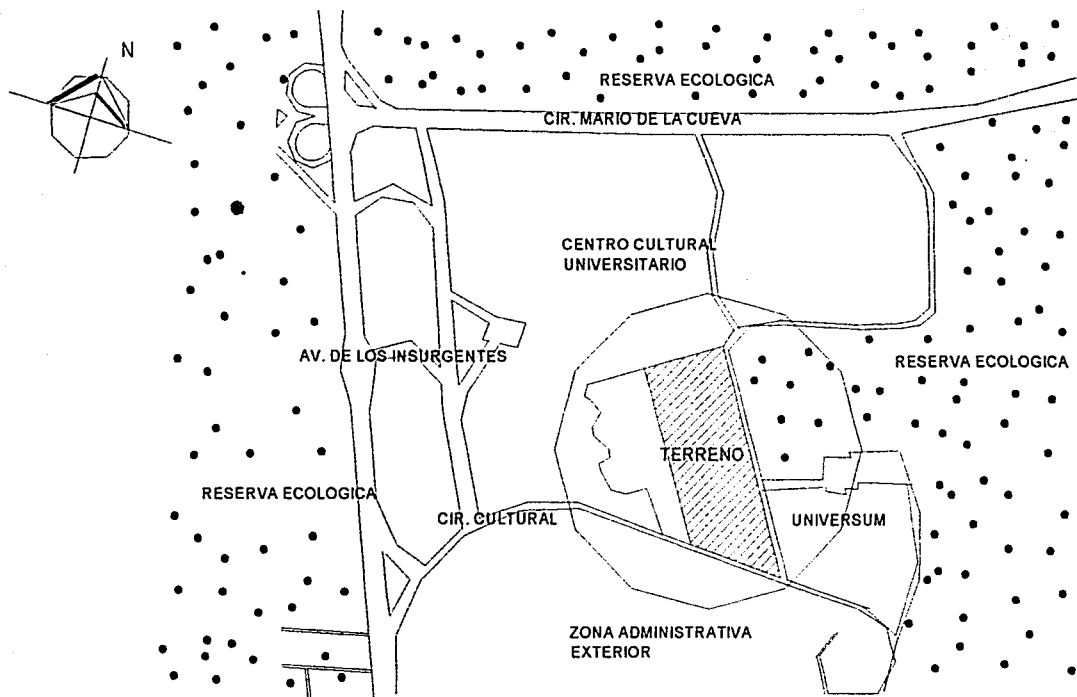 N
RESERVA ECOLOGICA
CIR. MARIO DE LA CUEVA
CENTRO CULTURAL
UNIVERSITARIO
AV. DE LOS INSURGENTES
RESERVA ECOLOGICA
TERRENO
RESERVA ECOLOGICA
CIR. CULTURAL
UNIVERSUM
ZONA ADMINISTRATIVA
EXTERIOR